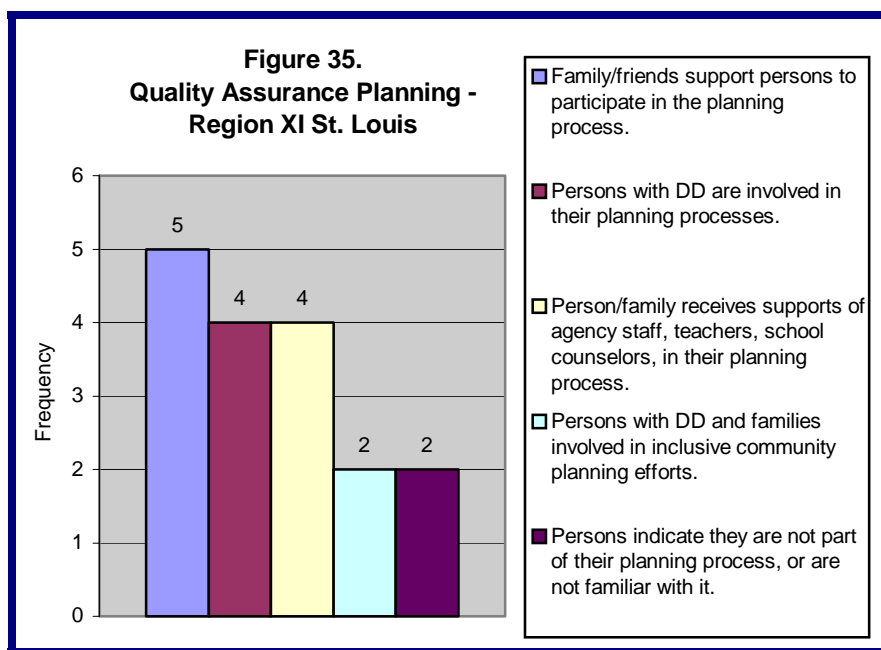 Figure 35.
Quality Assurance Planning -
Region XI St. Louis
6
5
4
3
2
1
0
Frequency
5
4
4
2
2
Family/friends support persons to
participate in the planning
process.
Persons with DD are involved in
their planning processes.
Person/family receives supports of
agency staff, teachers, school
counselors, in their planning
process.
Persons with DD and families
involved in inclusive community
planning efforts.
Persons indicate they are not part
of their planning process, or are
not familiar with it.